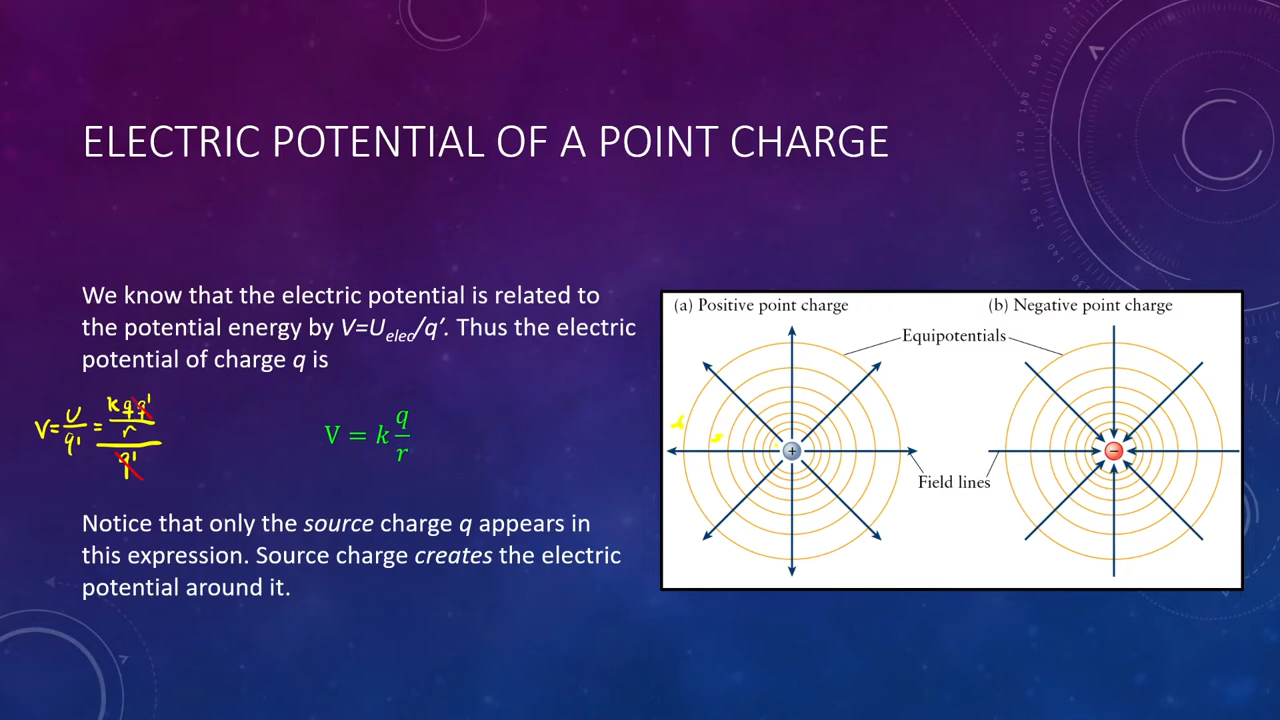 ELECTRIC POTENTIAL OF A POINT CHARGE
We know that the electric potential is related to
the potential energy by V=Uelec/q’. Thus the electric
potential of charge q is
V = U/q' = (kqq'/r)/q'
V = k q/r
Notice that only the source charge q appears in
this expression. Source charge creates the electric
potential around it.
(a) Positive point charge
(b) Negative point charge
Equipotentials
+
−
Field lines